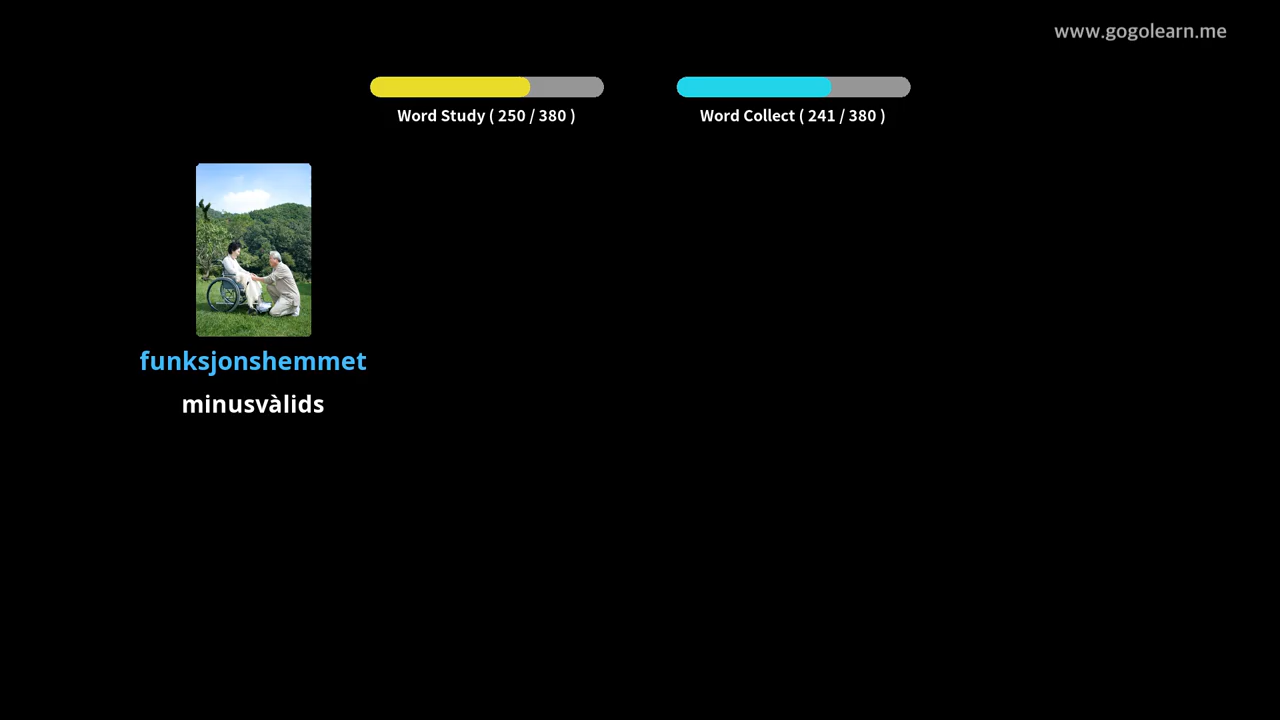 www.gogolearn.me
Word Study ( 250 / 380 )
Word Collect ( 241 / 380 )
funksjonshemmet
minusvàlids